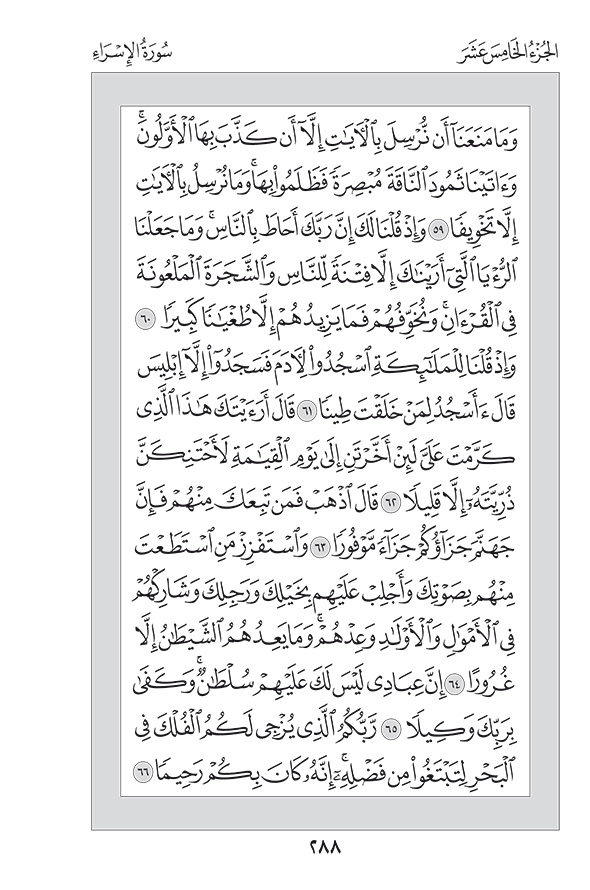 الجُزْءُ الخَامِسَ عَشَرَ
سُورَةُ الإِسْرَاءِ
وَمَا مَنَعَنَآ أَن نُّرْسِلَ بِٱلْأٓيَٰتِ إِلَّآ أَن كَذَّبَ بِهَا ٱلْأَوَّلُونَۚ
وَءَاتَيْنَا ثَمُودَ ٱلنَّاقَةَ مُبْصِرَةً فَظَلَمُوا۟ بِهَاۚ وَمَا نُرْسِلُ بِٱلْأٓيَٰتِ
إِلَّا تَخْوِيفًا ٥٩ وَإِذْ قُلْنَا لَكَ إِنَّ رَبَّكَ أَحَاطَ بِٱلنَّاسِۚ وَمَا جَعَلْنَا
ٱلرُّءْيَا ٱلَّتِىٓ أَرَيْنَٰكَ إِلَّا فِتْنَةً لِّلنَّاسِ وَٱلشَّجَرَةَ ٱلْمَلْعُونَةَ
فِى ٱلْقُرْءَانِۚ وَنُخَوِّفُهُمْ فَمَا يَزِيدُهُمْ إِلَّا طُغْيَٰنًا كَبِيرًا ٦٠
وَإِذْ قُلْنَا لِلْمَلَٰٓئِكَةِ ٱسْجُدُوا۟ لِأٓدَمَ فَسَجَدُوٓا۟ إِلَّآ إِبْلِيسَ
قَالَ ءَأَسْجُدُ لِمَنْ خَلَقْتَ طِينًا ٦١ قَالَ أَرَءَيْتَكَ هَٰذَا ٱلَّذِى
كَرَّمْتَ عَلَىَّ لَئِنْ أَخَّرْتَنِ إِلَىٰ يَوْمِ ٱلْقِيَٰمَةِ لَأَحْتَنِكَنَّ
ذُرِّيَّتَهُۥٓ إِلَّا قَلِيلًا ٦٢ قَالَ ٱذْهَبْ فَمَن تَبِعَكَ مِنْهُمْ فَإِنَّ
جَهَنَّمَ جَزَآؤُكُمْ جَزَآءً مَّوْفُورًا ٦٣ وَٱسْتَفْزِزْ مَنِ ٱسْتَطَعْتَ
مِنْهُم بِصَوْتِكَ وَأَجْلِبْ عَلَيْهِم بِخَيْلِكَ وَرَجِلِكَ وَشَارِكْهُمْ
فِى ٱلْأَمْوَٰلِ وَٱلْأَوْلَٰدِ وَعِدْهُمْۚ وَمَا يَعِدُهُمُ ٱلشَّيْطَٰنُ إِلَّا
غُرُورًا ٦٤ إِنَّ عِبَادِى لَيْسَ لَكَ عَلَيْهِمْ سُلْطَٰنٌۚ وَكَفَىٰ
بِرَبِّكَ وَكِيلًا ٦٥ رَّبُّكُمُ ٱلَّذِى يُزْجِى لَكُمُ ٱلْفُلْكَ فِى
ٱلْبَحْرِ لِتَبْتَغُوا۟ مِن فَضْلِهِۦٓۚ إِنَّهُۥ كَانَ بِكُمْ رَحِيمًا ٦٦
٢٨٨